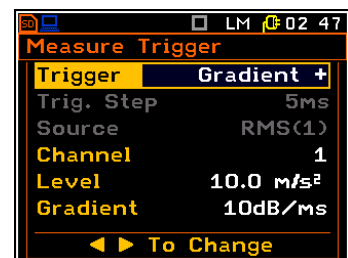 SD LM 02 47
Measure Trigger
Trigger Gradient +
Trig. Step 5ms
Source RMS(1)
Channel 1
Level 10.0 m/s²
Gradient 10dB/ms
◄ ► To Change